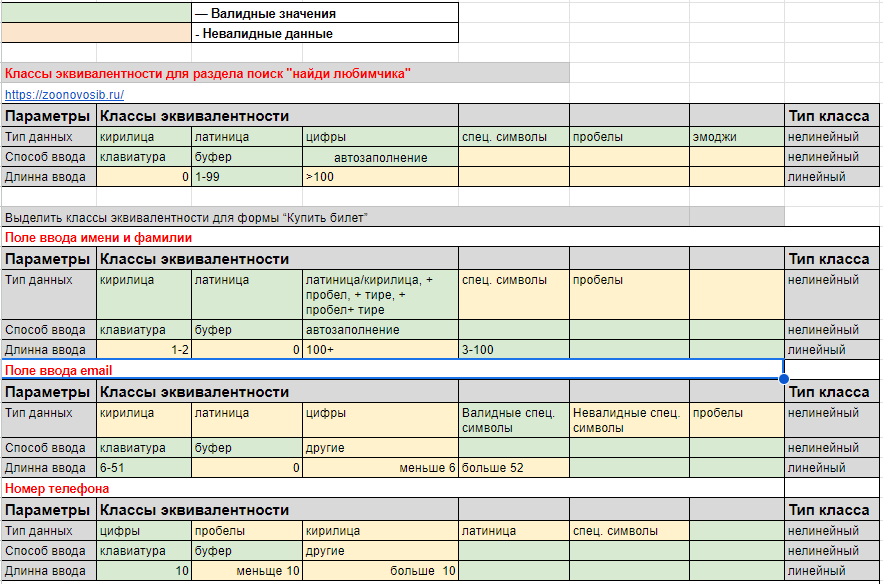 — Валидные значения
- Невалидные данные
Классы эквивалентности для раздела поиск "найди любимчика"
https://zoonovosib.ru/
Параметры Классы эквивалентности Тип класса
Тип данных кирилица латиница цифры спец. символы пробелы эмоджи нелинейный
Способ ввода клавиатура буфер автозаполнение нелинейный
Длинна ввода 0 1-99 >100 линейный
Выделить классы эквивалентности для формы “Купить билет”
Поле ввода имени и фамилии
Параметры Классы эквивалентности Тип класса
Тип данных кирилица латиница латиница/кирилица, + пробел, + тире, + пробел+ тире спец. символы пробелы нелинейный
Способ ввода клавиатура буфер автозаполнение нелинейный
Длинна ввода 1-2 0 100+ 3-100 линейный
Поле ввода email
Параметры Классы эквивалентности Тип класса
Тип данных кирилица латиница цифры Валидные спец. символы Невалидные спец. символы пробелы нелинейный
Способ ввода клавиатура буфер другие нелинейный
Длинна ввода 6-51 0 меньше 6 больше 52 линейный
Номер телефона
Параметры Классы эквивалентности Тип класса
Тип данных цифры пробелы кирилица латиница спец. символы нелинейный
Способ ввода клавиатура буфер другие нелинейный
Длинна ввода 10 меньще 10 больше 10 линейный